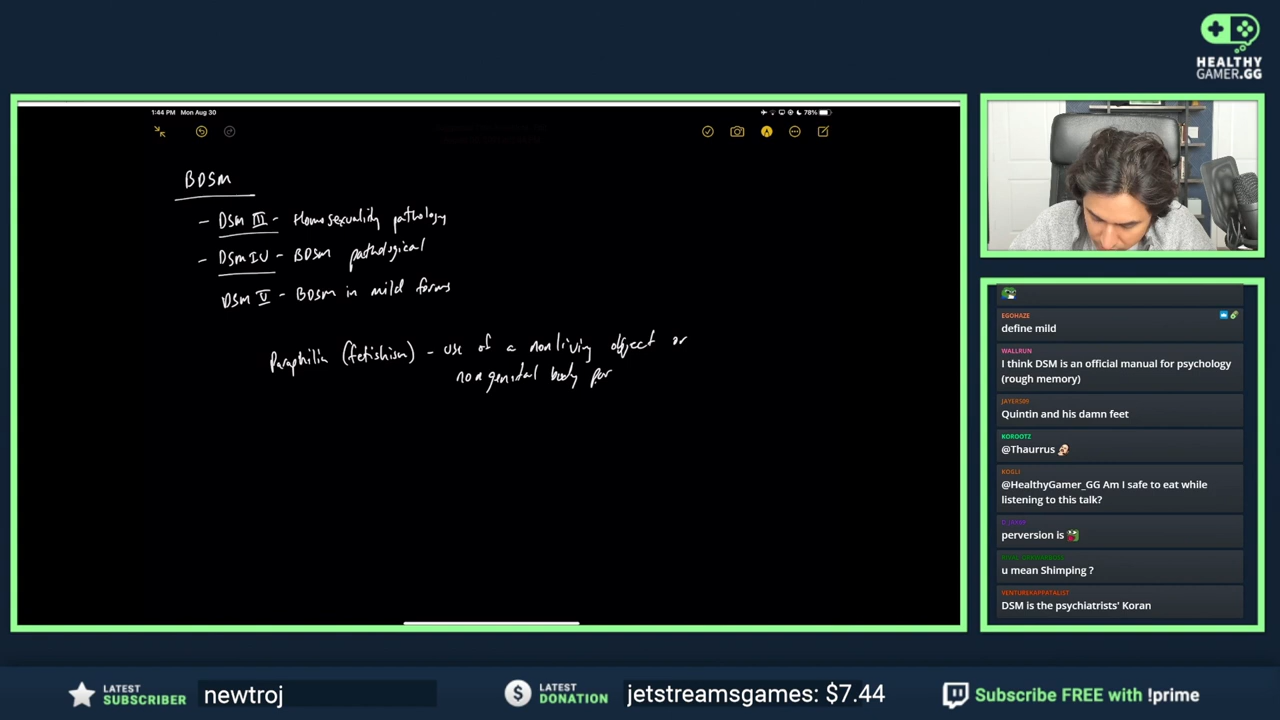 HEALTHY
GAMER.GG
1:44 PM Mon Aug 30
78%
BDSM
- DSM III - Homosexuality pathology
- DSM IV - BDSM pathological
DSM V - BDSM in mild forms
Paraphilia (fetishism) - use of a nonliving object or
nongenital body par
EGOHAZE
define mild
WALLRUN
I think DSM is an official manual for psychology
(rough memory)
JAYERS09
Quintin and his damn feet
KOROOTZ
@Thaurrus
KOGLI
@HealthyGamer_GG Am I safe to eat while
listening to this talk?
perversion is
u mean Shimping ?
VENTUREKAPPATALIST
DSM is the psychiatrists' Koran
LATEST
SUBSCRIBER
newtroj
LATEST
DONATION
jetstreamsgames: $7.44
Subscribe FREE with !prime